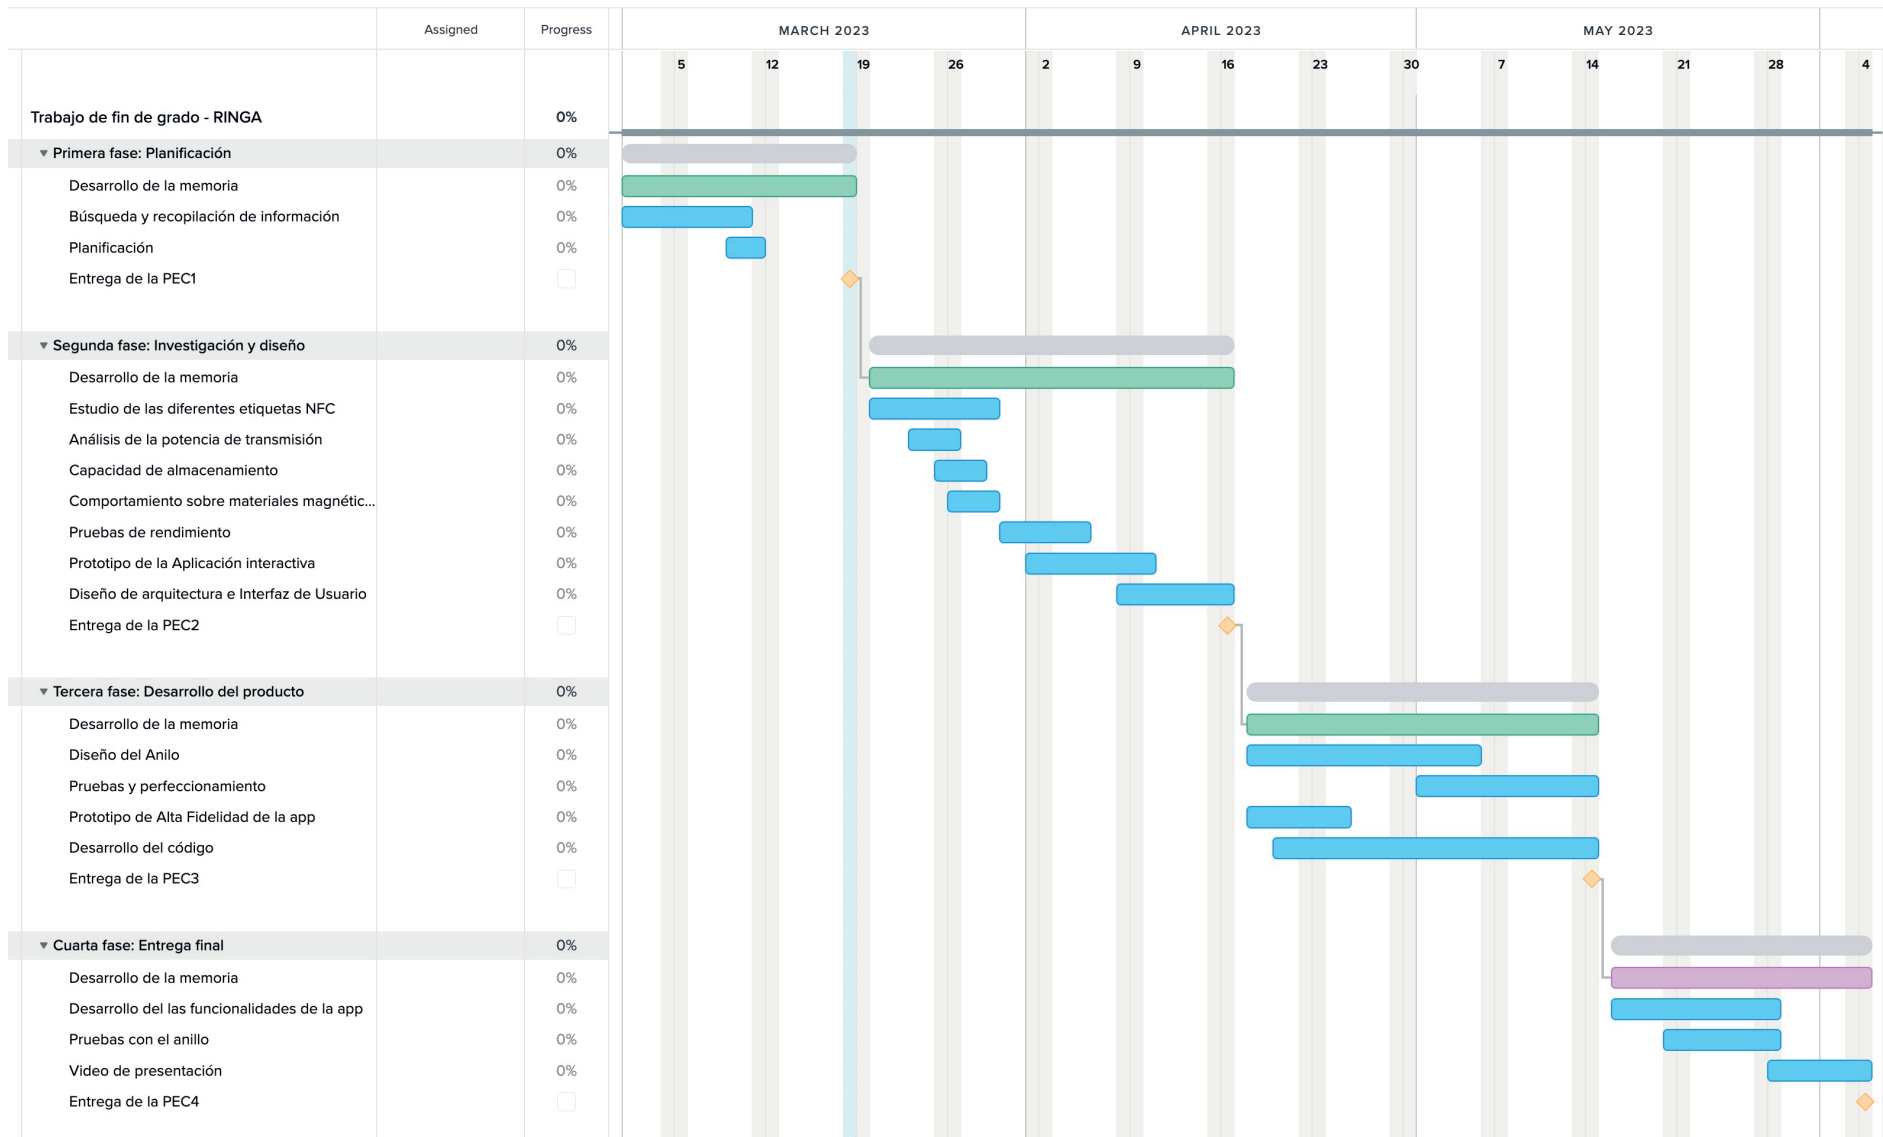 Assigned Progress MARCH 2023 APRIL 2023 MAY 2023
5 12 19 26 2 9 16 23 30 7 14 21 28 4
Trabajo de fin de grado - RINGA 0%
Primera fase: Planificación 0%
Desarrollo de la memoria 0%
Búsqueda y recopilación de información 0%
Planificación 0%
Entrega de la PEC1
Segunda fase: Investigación y diseño 0%
Desarrollo de la memoria 0%
Estudio de las diferentes etiquetas NFC 0%
Análisis de la potencia de transmisión 0%
Capacidad de almacenamiento 0%
Comportamiento sobre materiales magnétic... 0%
Pruebas de rendimiento 0%
Prototipo de la Aplicación interactiva 0%
Diseño de arquitectura e Interfaz de Usuario 0%
Entrega de la PEC2
Tercera fase: Desarrollo del producto 0%
Desarrollo de la memoria 0%
Diseño del Anilo 0%
Pruebas y perfeccionamiento 0%
Prototipo de Alta Fidelidad de la app 0%
Desarrollo del código 0%
Entrega de la PEC3
Cuarta fase: Entrega final 0%
Desarrollo de la memoria 0%
Desarrollo del las funcionalidades de la app 0%
Pruebas con el anillo 0%
Video de presentación 0%
Entrega de la PEC4